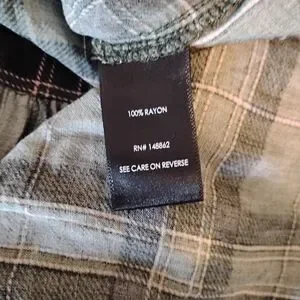 100% RAYON
RN# 148862
SEE CARE ON REVERSE